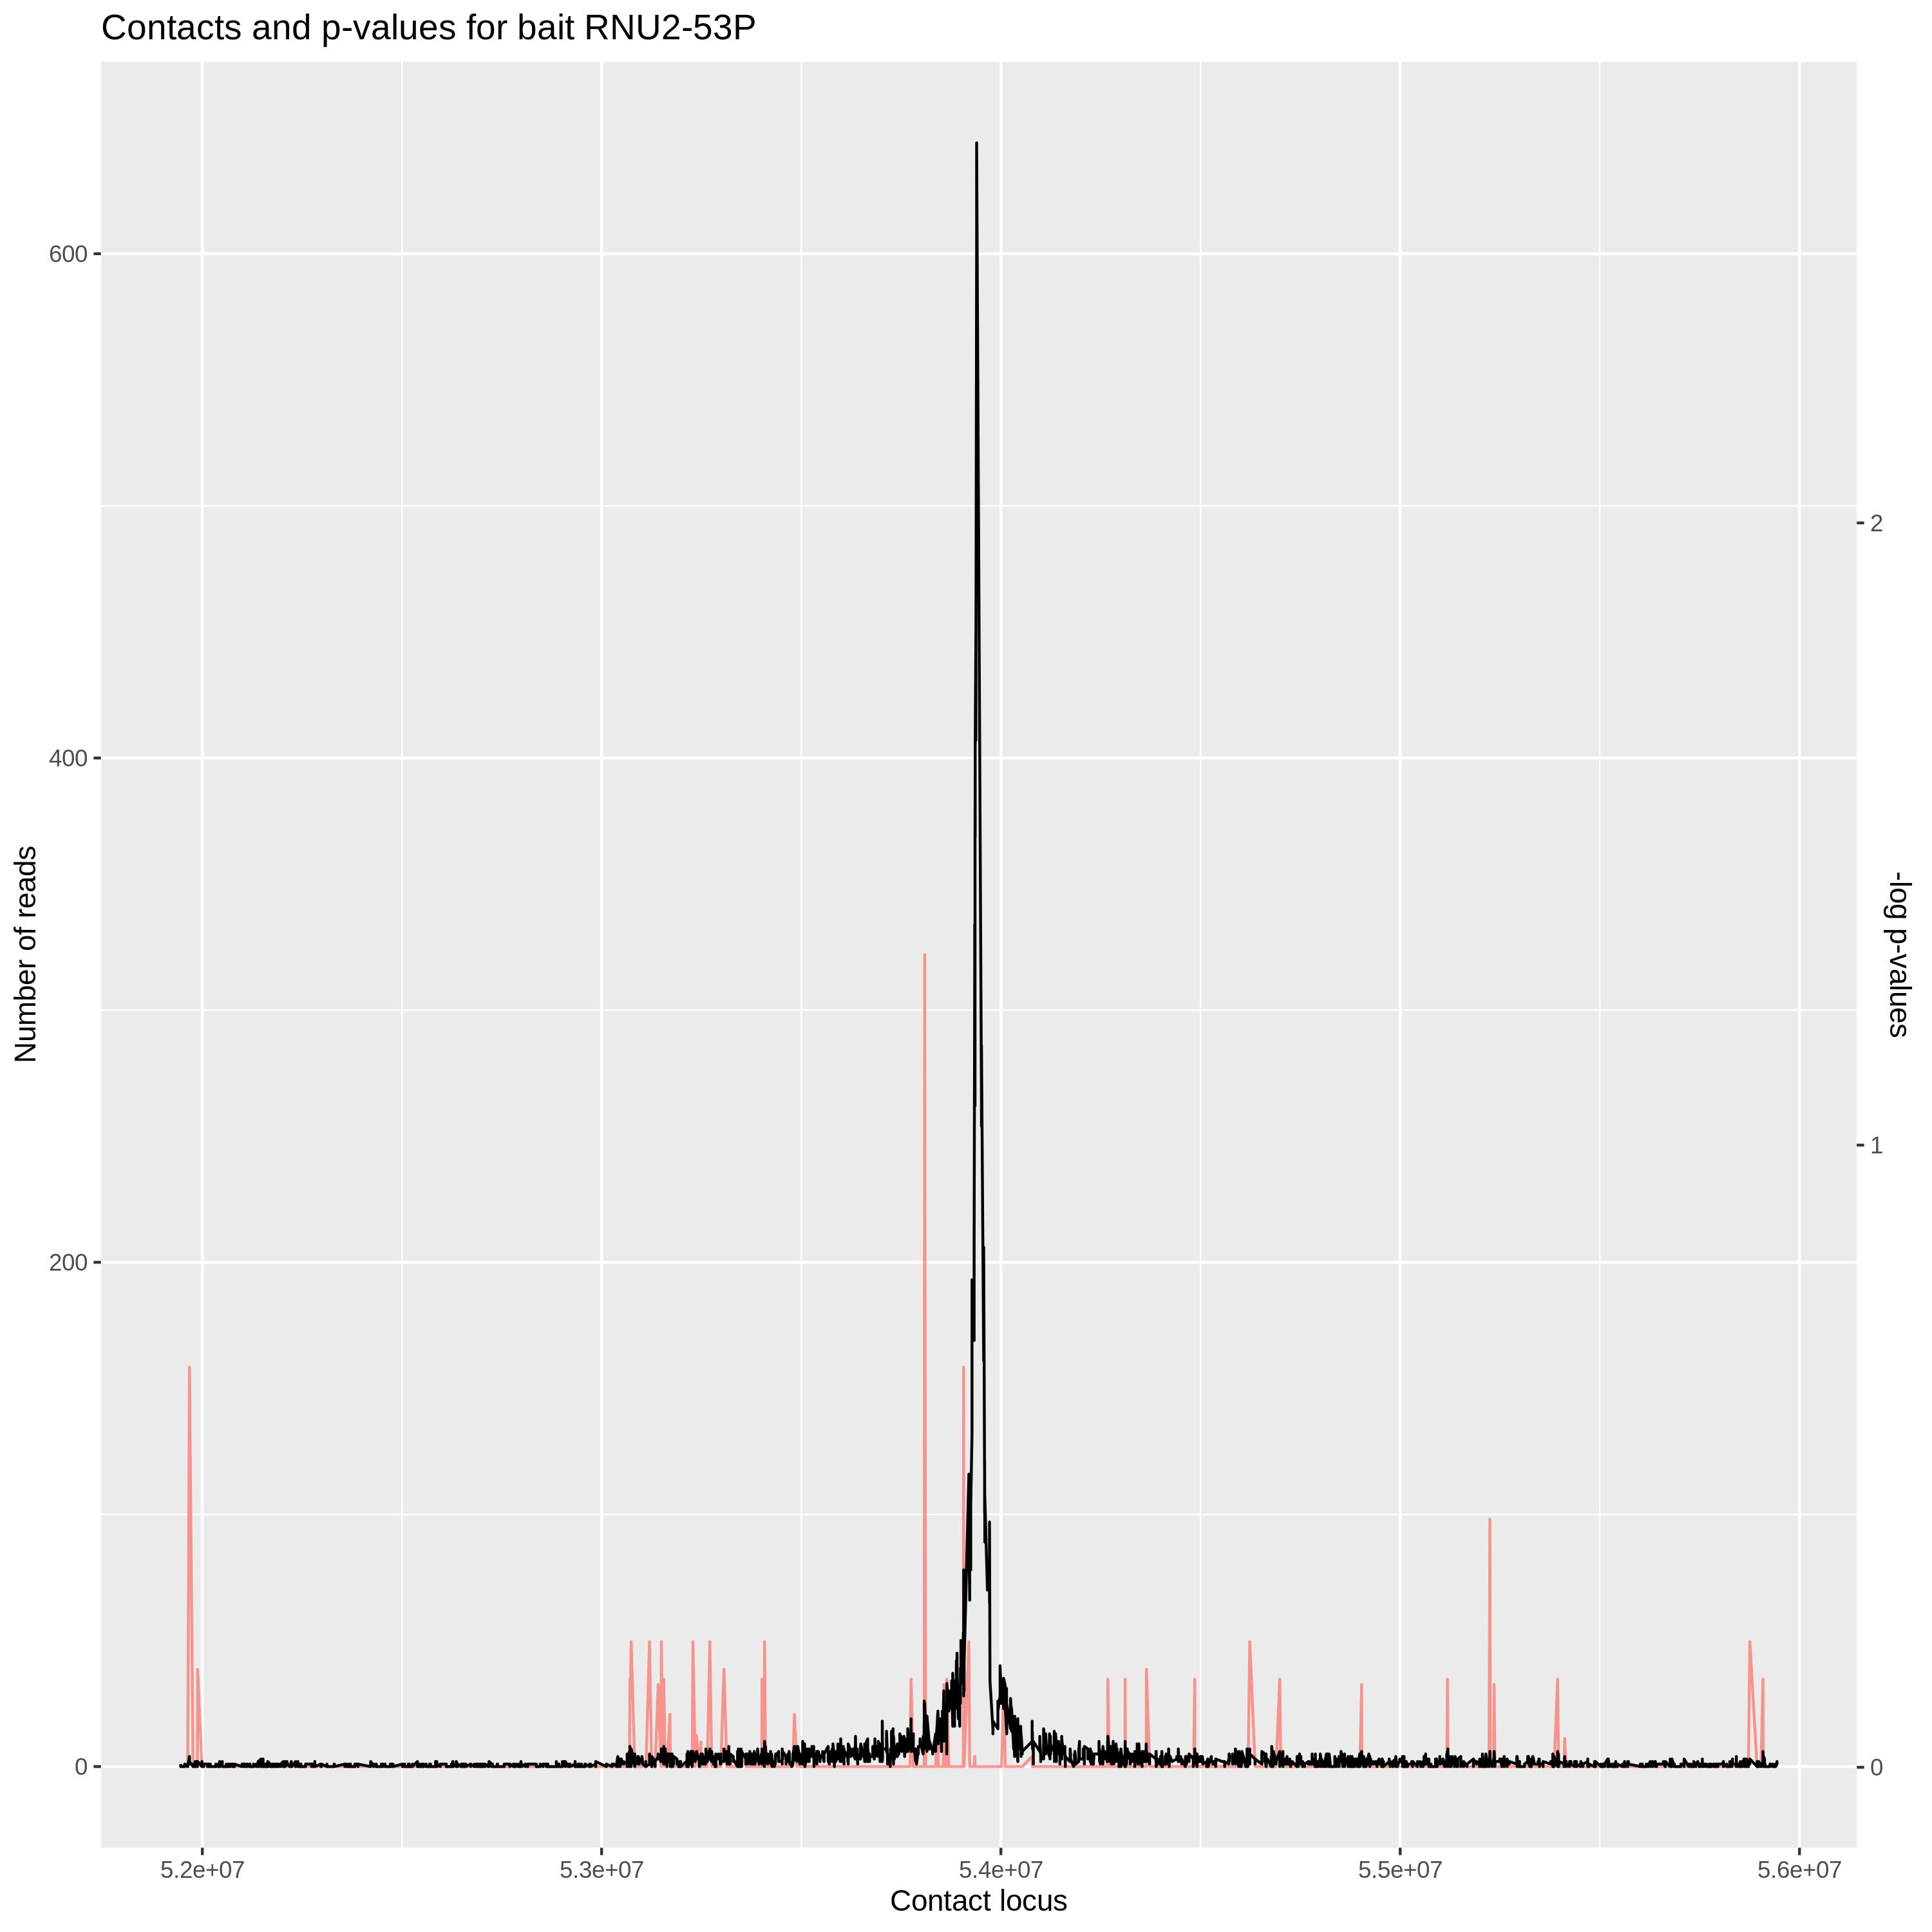 Contacts and p-values for bait RNU2-53P
600
400
200
0
Number of reads
2
1
0
-log p-values
5.2e+07
5.3e+07
5.4e+07
5.5e+07
5.6e+07
Contact locus